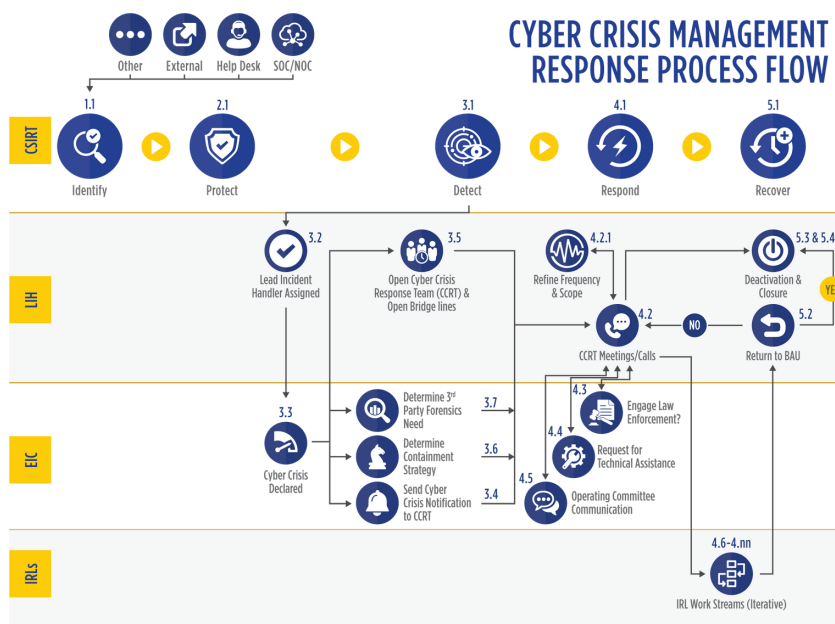 CYBER CRISIS MANAGEMENT
RESPONSE PROCESS FLOW
Other
External
Help Desk
SOC/NOC
CSIRT
1.1
Identify
2.1
Protect
3.1
Detect
4.1
Respond
5.1
Recover
LIH
3.2
Lead Incident
Handler Assigned
3.5
Open Cyber Crisis
Response Team (CCRT) &
Open Bridge lines
4.2.1
Refine Frequency
& Scope
5.3 & 5.4
Deactivation &
Closure
YE
4.2
CCRT Meetings/Calls
NO
5.2
Return to BAU
EIC
3.3
Cyber Crisis
Declared
Determine 3rd
Party Forensics
Need
3.7
Determine
Containment
Strategy
3.6
Send Cyber
Crisis Notification
to CCRT
3.4
4.3
Engage Law
Enforcement?
4.4
Request for
Technical Assistance
4.5
Operating Committee
Communication
IRLs
4.6-4.nn
IRL Work Streams (Iterative)